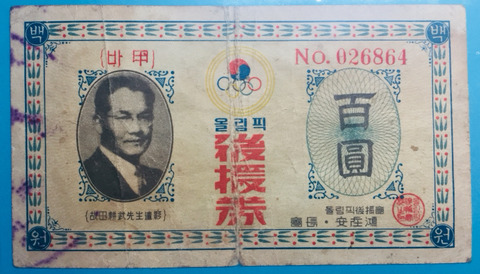 백 백
(바 甲)
No. 026864
올림픽
後援券
百圓
(故田耕武先生遺影)
올림픽後援會
會長・安在鴻
원 원